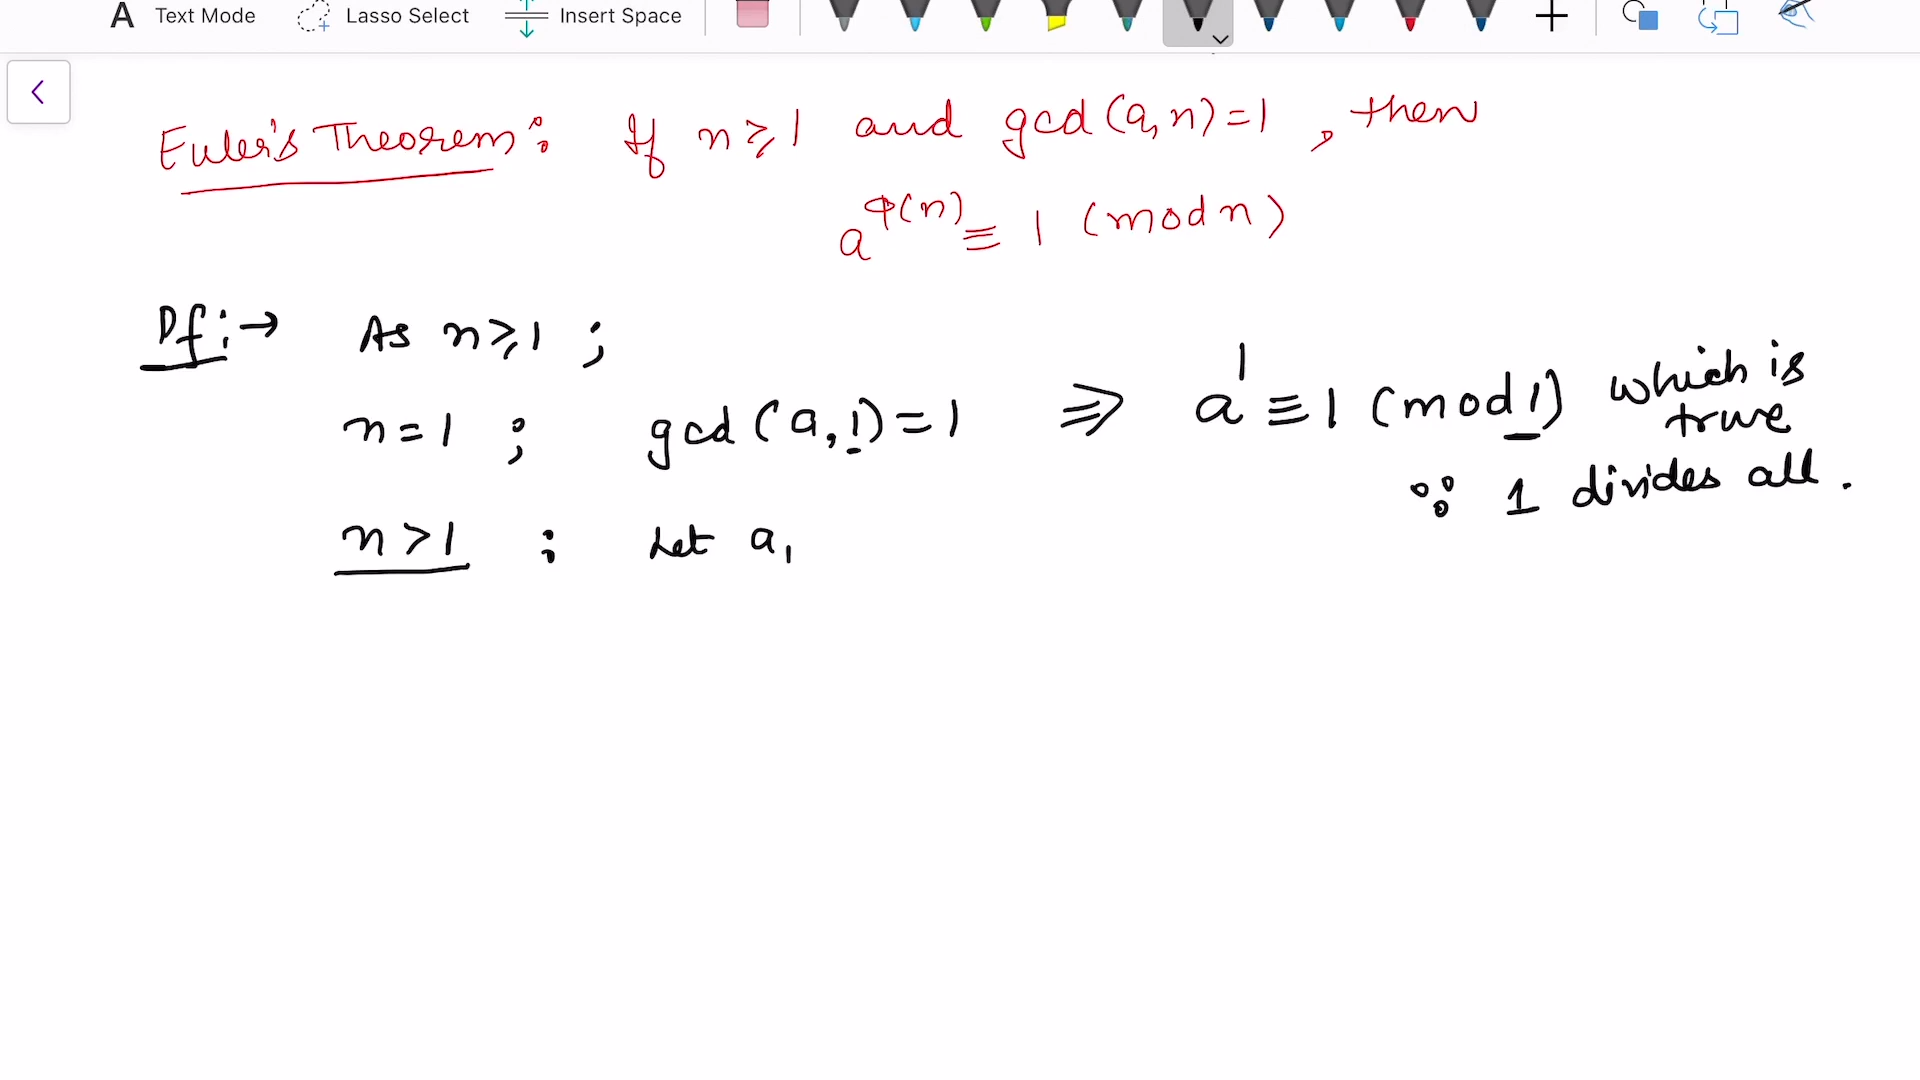 A Text Mode Lasso Select Insert Space
Euler's Theorem : If n ≥ 1 and gcd(a, n) = 1 , then
a^φ(n) ≡ 1 (mod n)
Pf :→ As n ≥ 1 ;
n = 1 ; gcd(a, 1) = 1 ⇒ a^1 ≡ 1 (mod 1) which is
true
∵ 1 divides all .
n > 1 : Let a₁